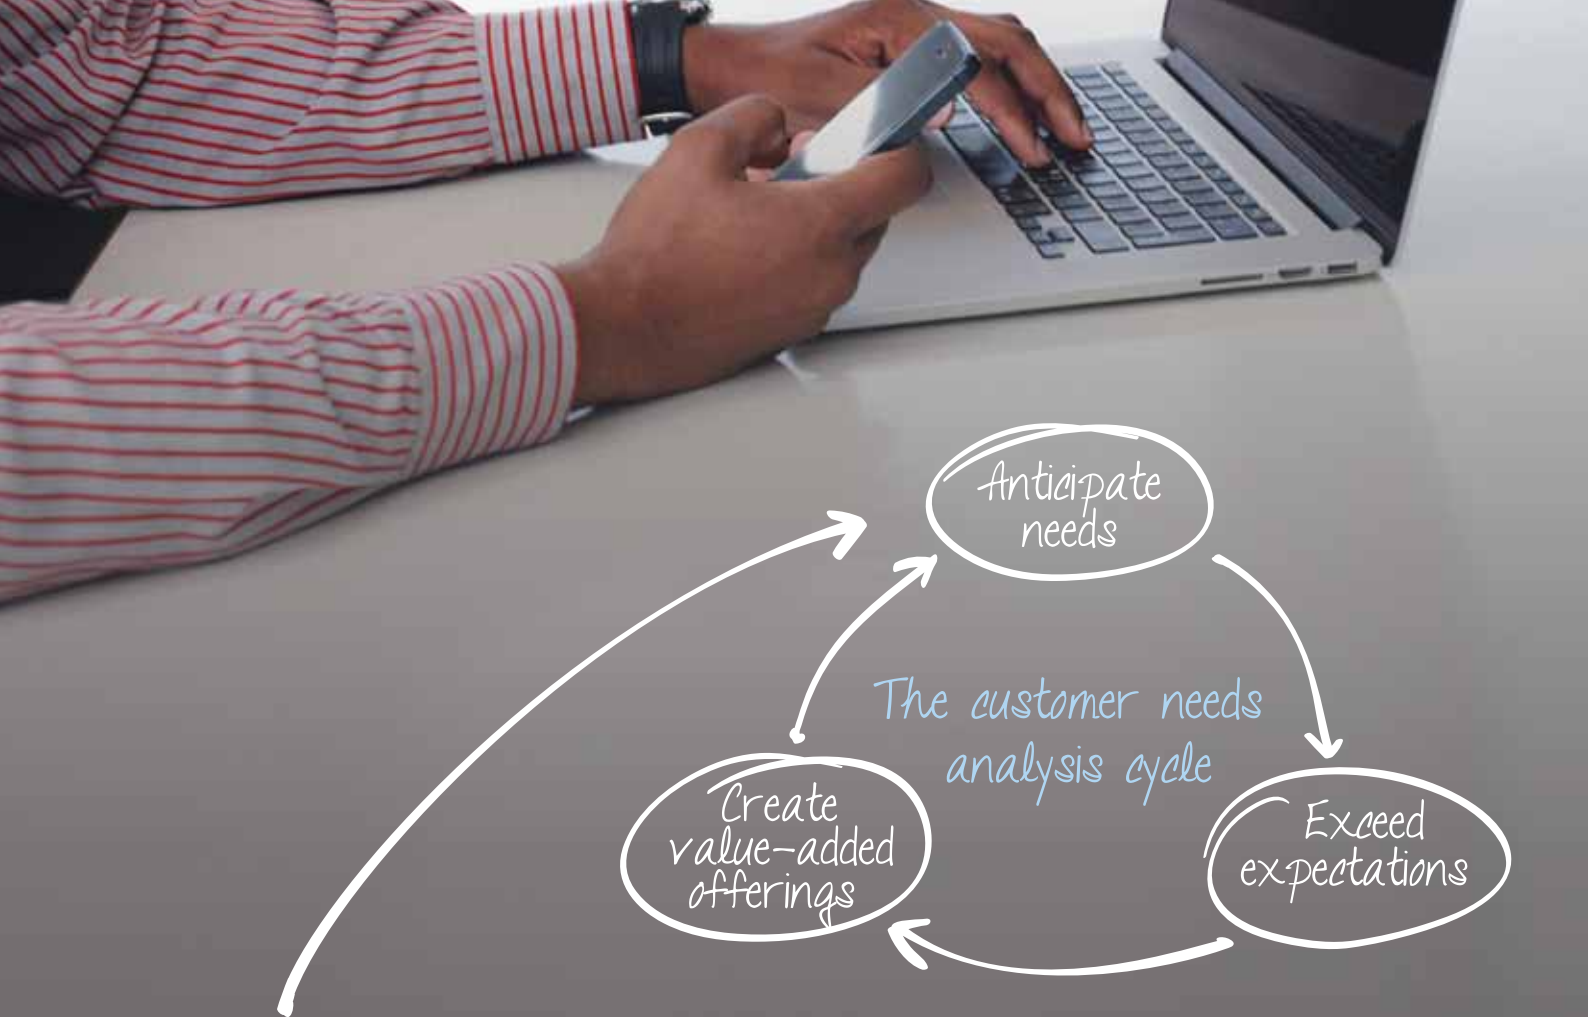 Anticipate
needs
The customer needs
analysis cycle
Create
value-added
offerings
Exceed
expectations